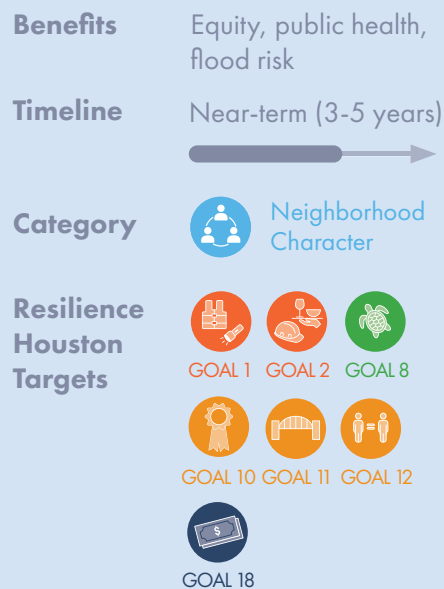 Benefits
Equity, public health,
flood risk
Timeline
Near-term (3-5 years)
Category
Neighborhood
Character
Resilience
Houston
Targets
GOAL 1 GOAL 2 GOAL 8
GOAL 10 GOAL 11 GOAL 12
$
GOAL 18